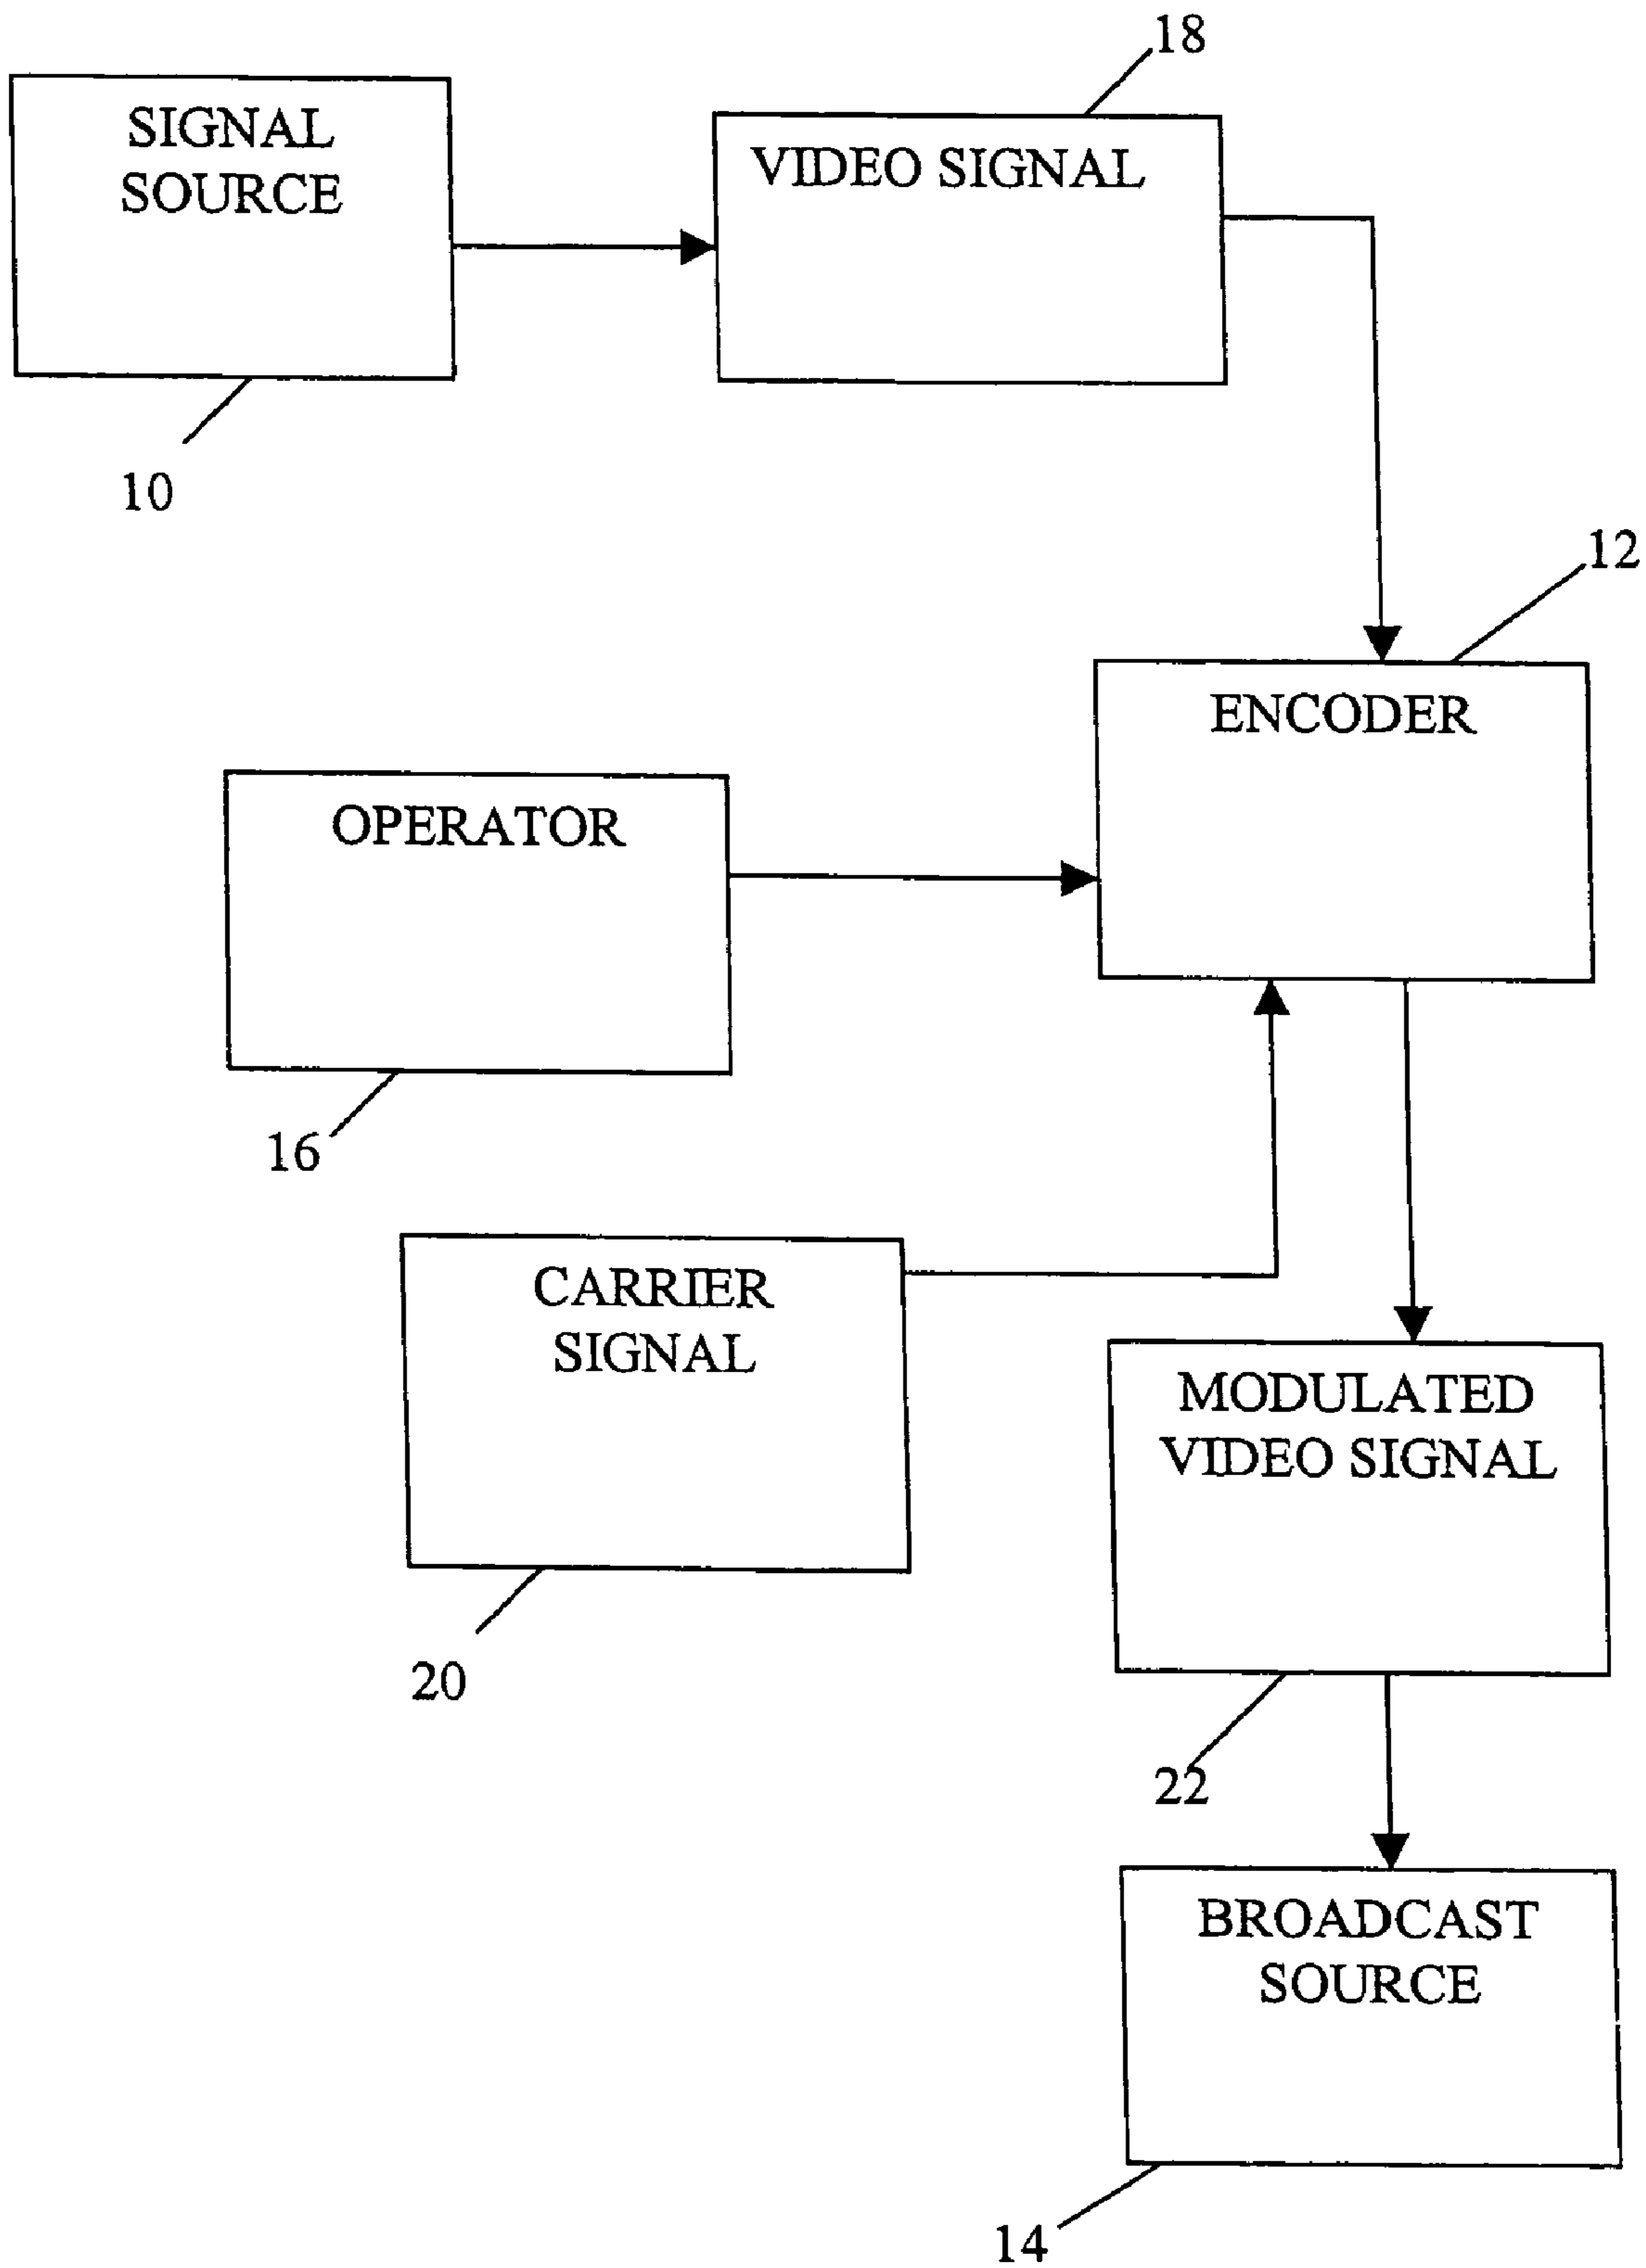 18
SIGNAL
SOURCE
VIDEO SIGNAL
10
12
ENCODER
OPERATOR
16
CARRIER
SIGNAL
MODULATED
VIDEO SIGNAL
20
22
BROADCAST
SOURCE
14